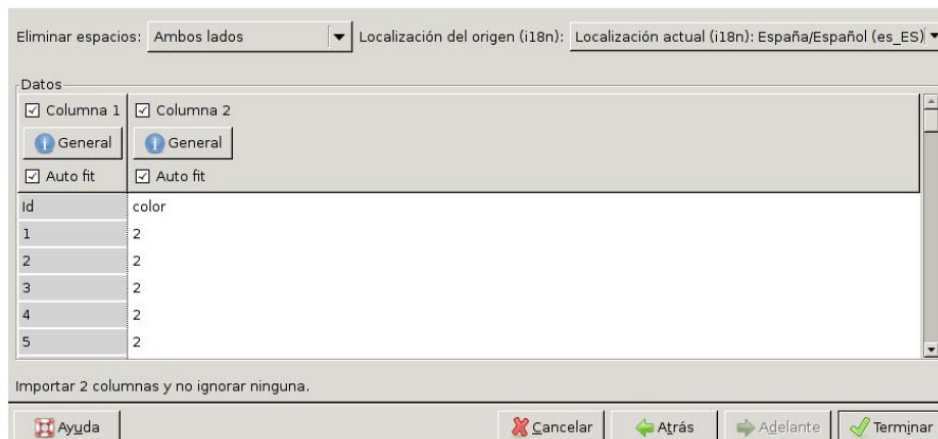 Eliminar espacios: Ambos lados Localización del origen (i18n): Localización actual (i18n): España/Español (es_ES)
Datos
Columna 1 Columna 2
General General
Auto fit Auto fit
Id color
1 2
2 2
3 2
4 2
5 2
Importar 2 columnas y no ignorar ninguna.
Ayuda Cancelar Atrás Adelante Terminar